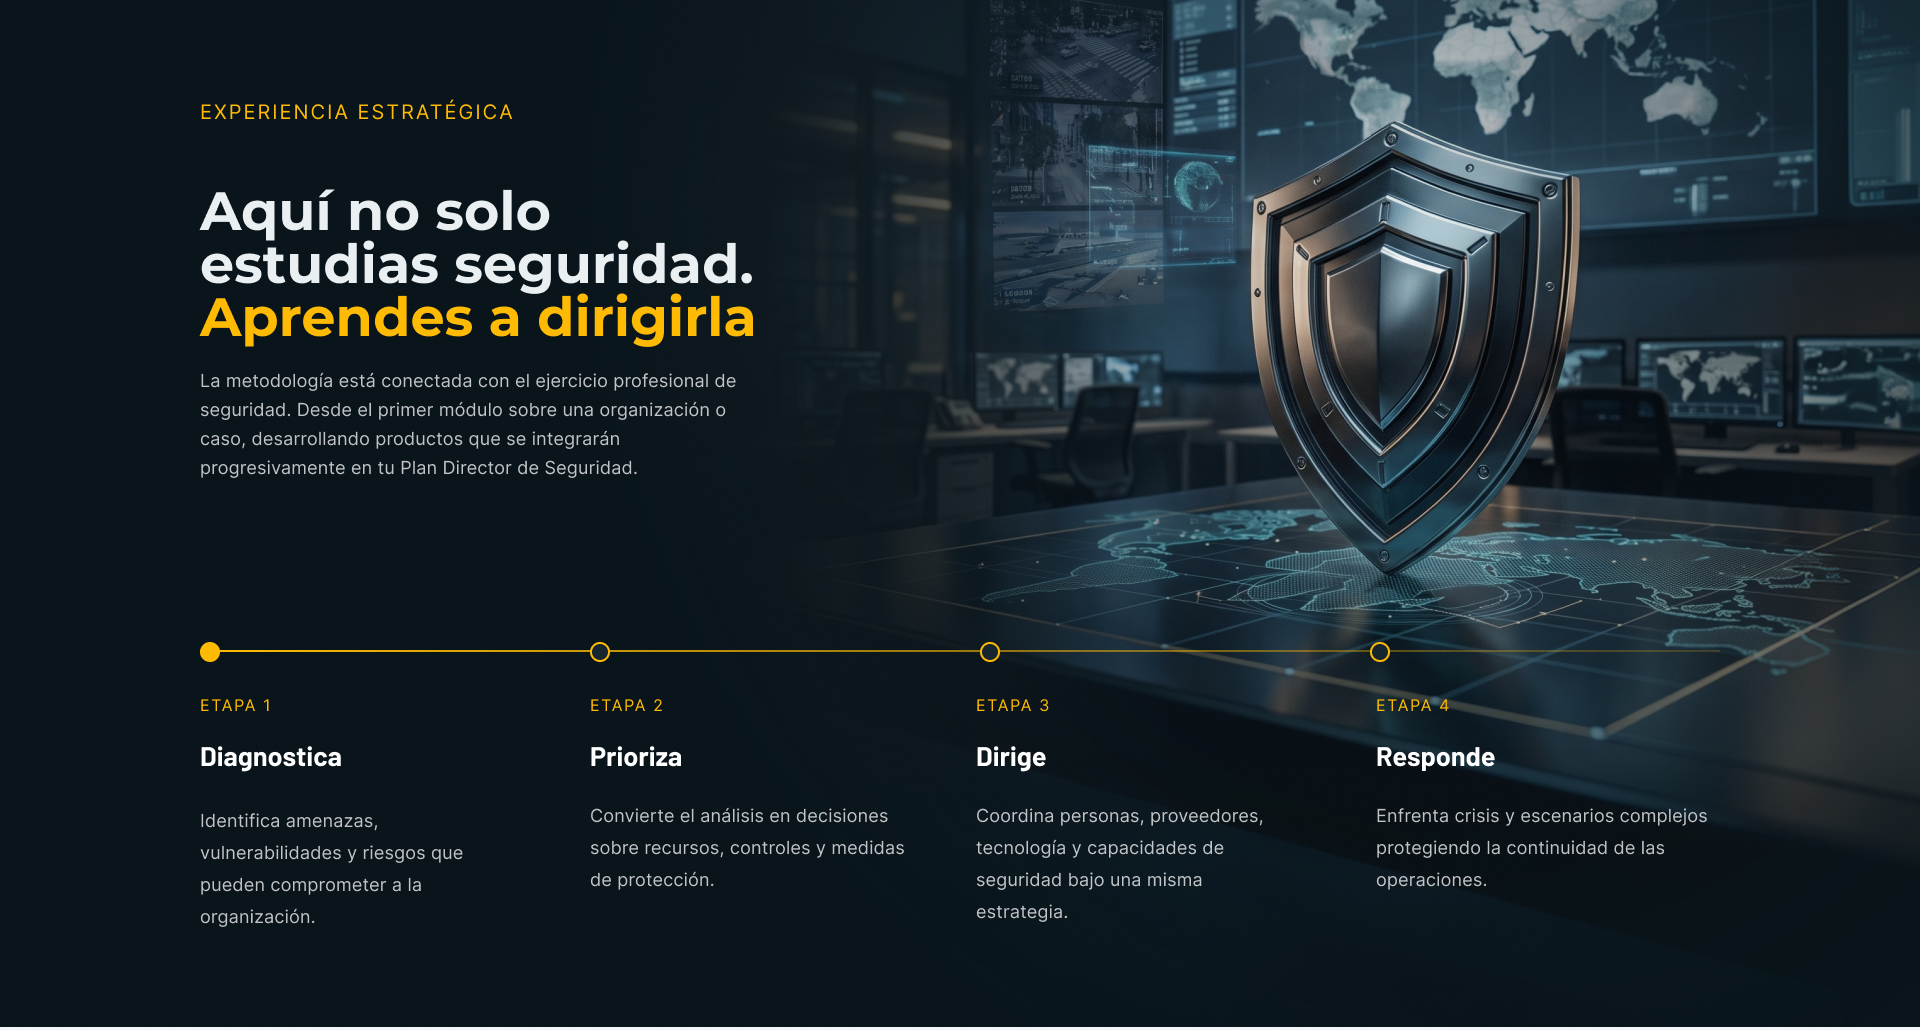 EXPERIENCIA ESTRATÉGICA
Aquí no solo
estudias seguridad.
Aprendes a dirigirla
La metodología está conectada con el ejercicio profesional de
seguridad. Desde el primer módulo sobre una organización o
caso, desarrollando productos que se integrarán
progresivamente en tu Plan Director de Seguridad.
ETAPA 1
Diagnostica
Identifica amenazas,
vulnerabilidades y riesgos que
pueden comprometer a la
organización.
ETAPA 2
Prioriza
Convierte el análisis en decisiones
sobre recursos, controles y medidas
de protección.
ETAPA 3
Dirige
Coordina personas, proveedores,
tecnología y capacidades de
seguridad bajo una misma
estrategia.
ETAPA 4
Responde
Enfrenta crisis y escenarios complejos
protegiendo la continuidad de las
operaciones.